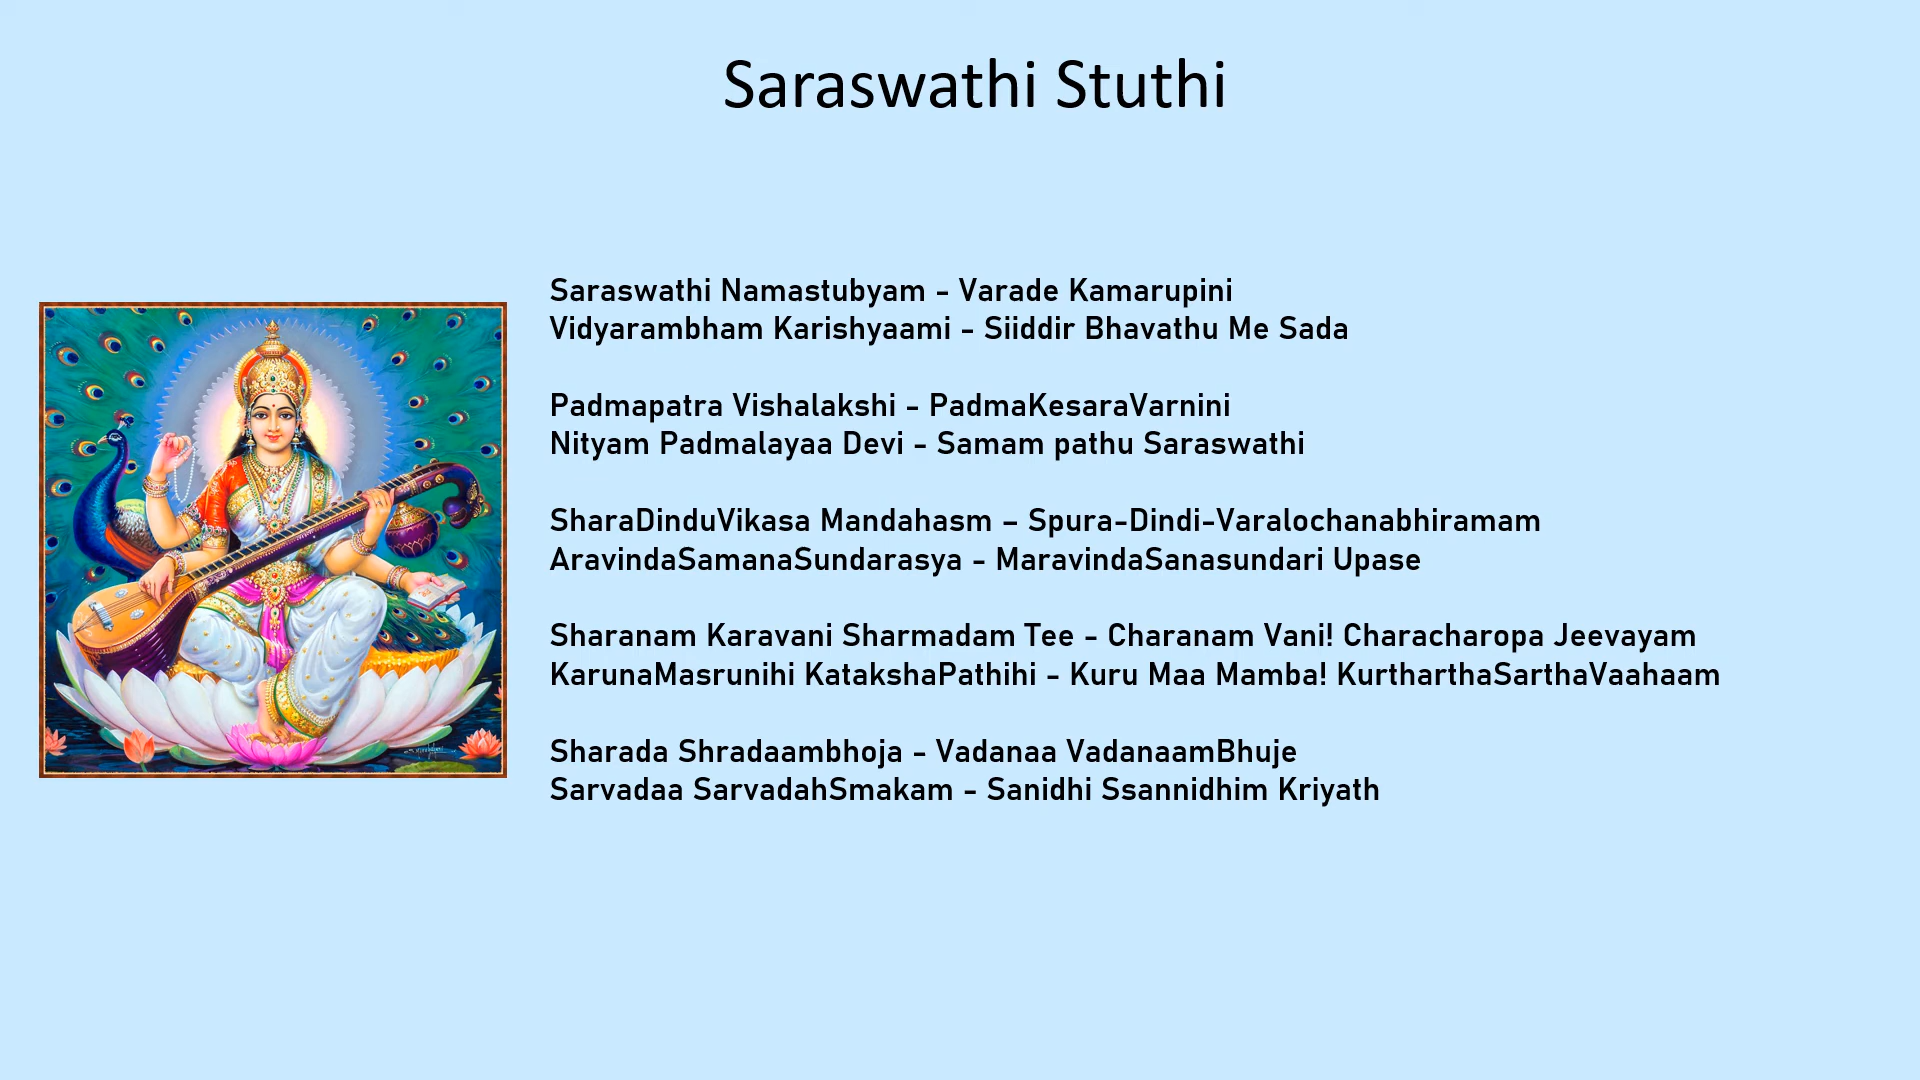 Saraswathi Stuthi
Saraswathi Namastubyam - Varade Kamarupini
Vidyarambham Karishyaami - Siiddir Bhavathu Me Sada
Padmapatra Vishalakshi - PadmaKesaraVarnini
Nityam Padmalayaa Devi - Samam pathu Saraswathi
SharaDinduVikasa Mandahasm – Spura-Dindi-Varalochanabhiramam
AravindaSamanaSundarasya - MaravindaSanasundari Upase
Sharanam Karavani Sharmadam Tee - Charanam Vani! Characharopa Jeevayam
KarunaMasrunihi KatakshaPathihi - Kuru Maa Mamba! KurtharthaSarthaVaahaam
Sharada Shradaambhoja - Vadanaa VadanaamBhuje
Sarvadaa SarvadahSmakam - Sanidhi Ssannidhim Kriyath